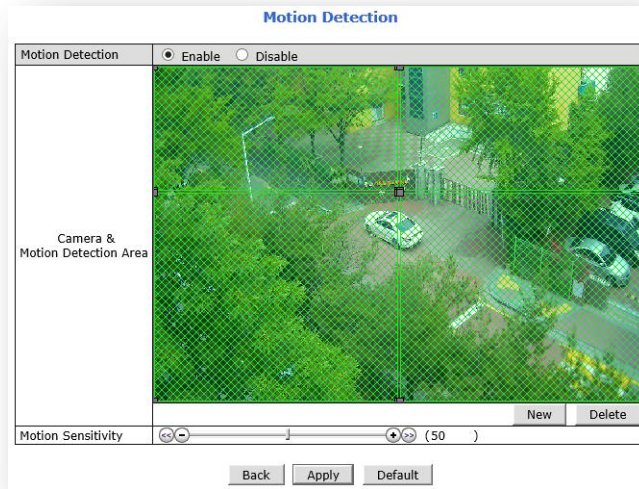 Motion Detection
Motion Detection Enable Disable
Camera &
Motion Detection Area
New Delete
Motion Sensitivity (50 )
Back Apply Default